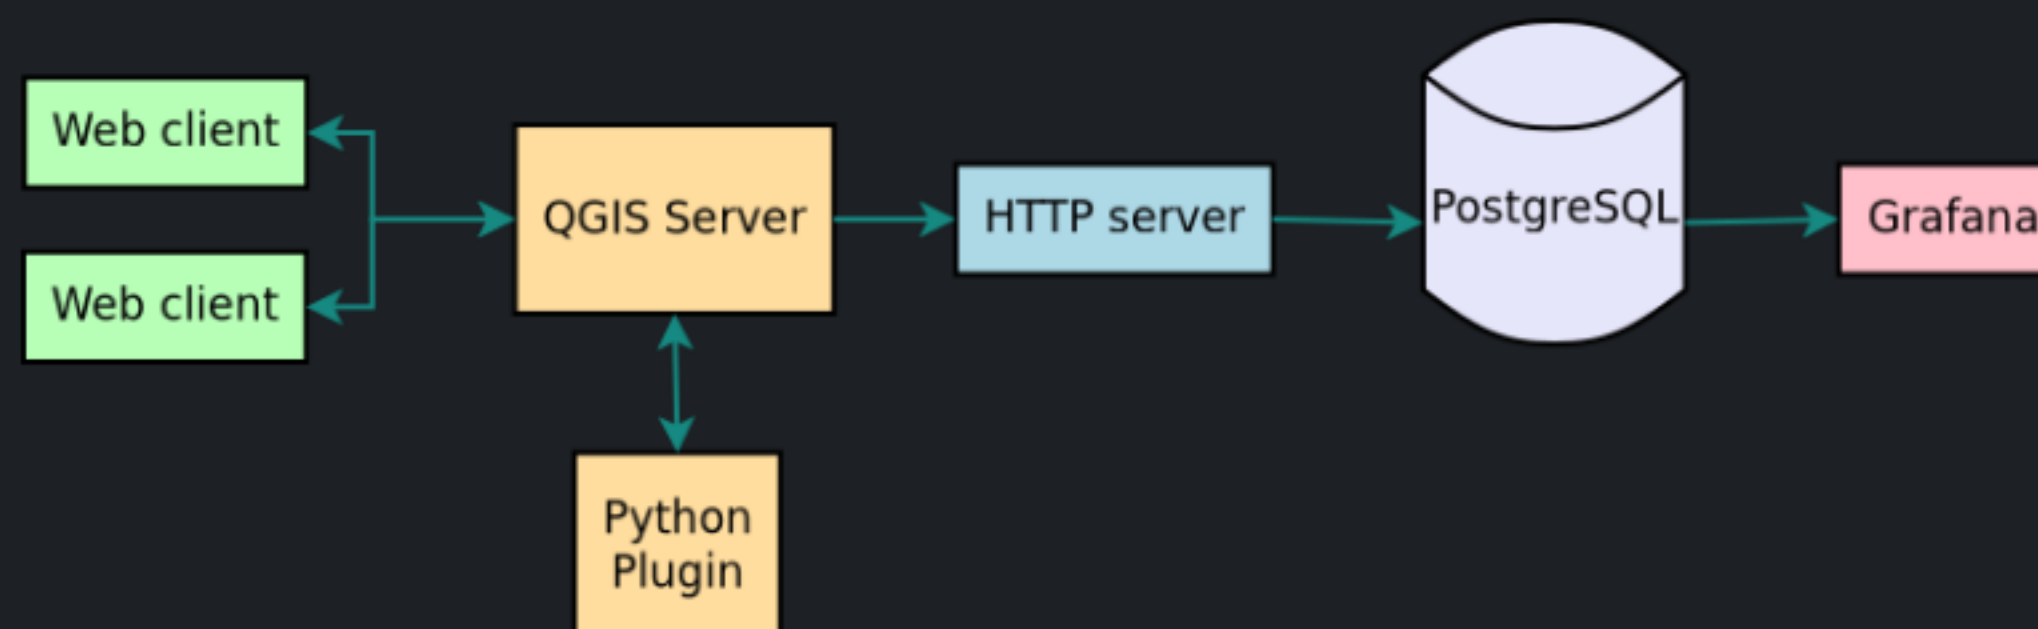 Web client
Web client
QGIS Server
HTTP server
PostgreSQL
Grafana
Python
Plugin